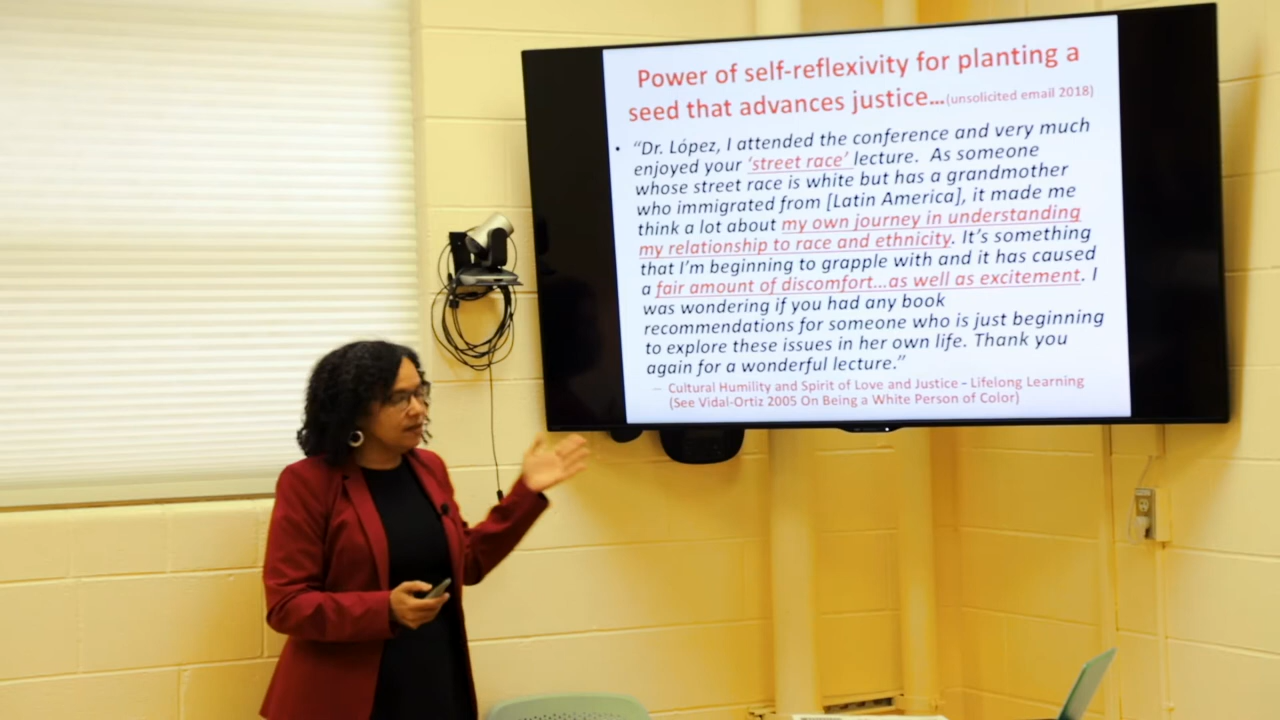 Power of self-reflexivity for planting a
seed that advances justice…(unsolicited email 2018)
• “Dr. López, I attended the conference and very much
enjoyed your ‘street race’ lecture. As someone
whose street race is white but has a grandmother
who immigrated from [Latin America], it made me
think a lot about my own journey in understanding
my relationship to race and ethnicity. It’s something
that I’m beginning to grapple with and it has caused
a fair amount of discomfort…as well as excitement. I
was wondering if you had any book
recommendations for someone who is just beginning
to explore these issues in her own life. Thank you
again for a wonderful lecture.”
– Cultural Humility and Spirit of Love and Justice – Lifelong Learning
(See Vidal-Ortiz 2005 On Being a White Person of Color)